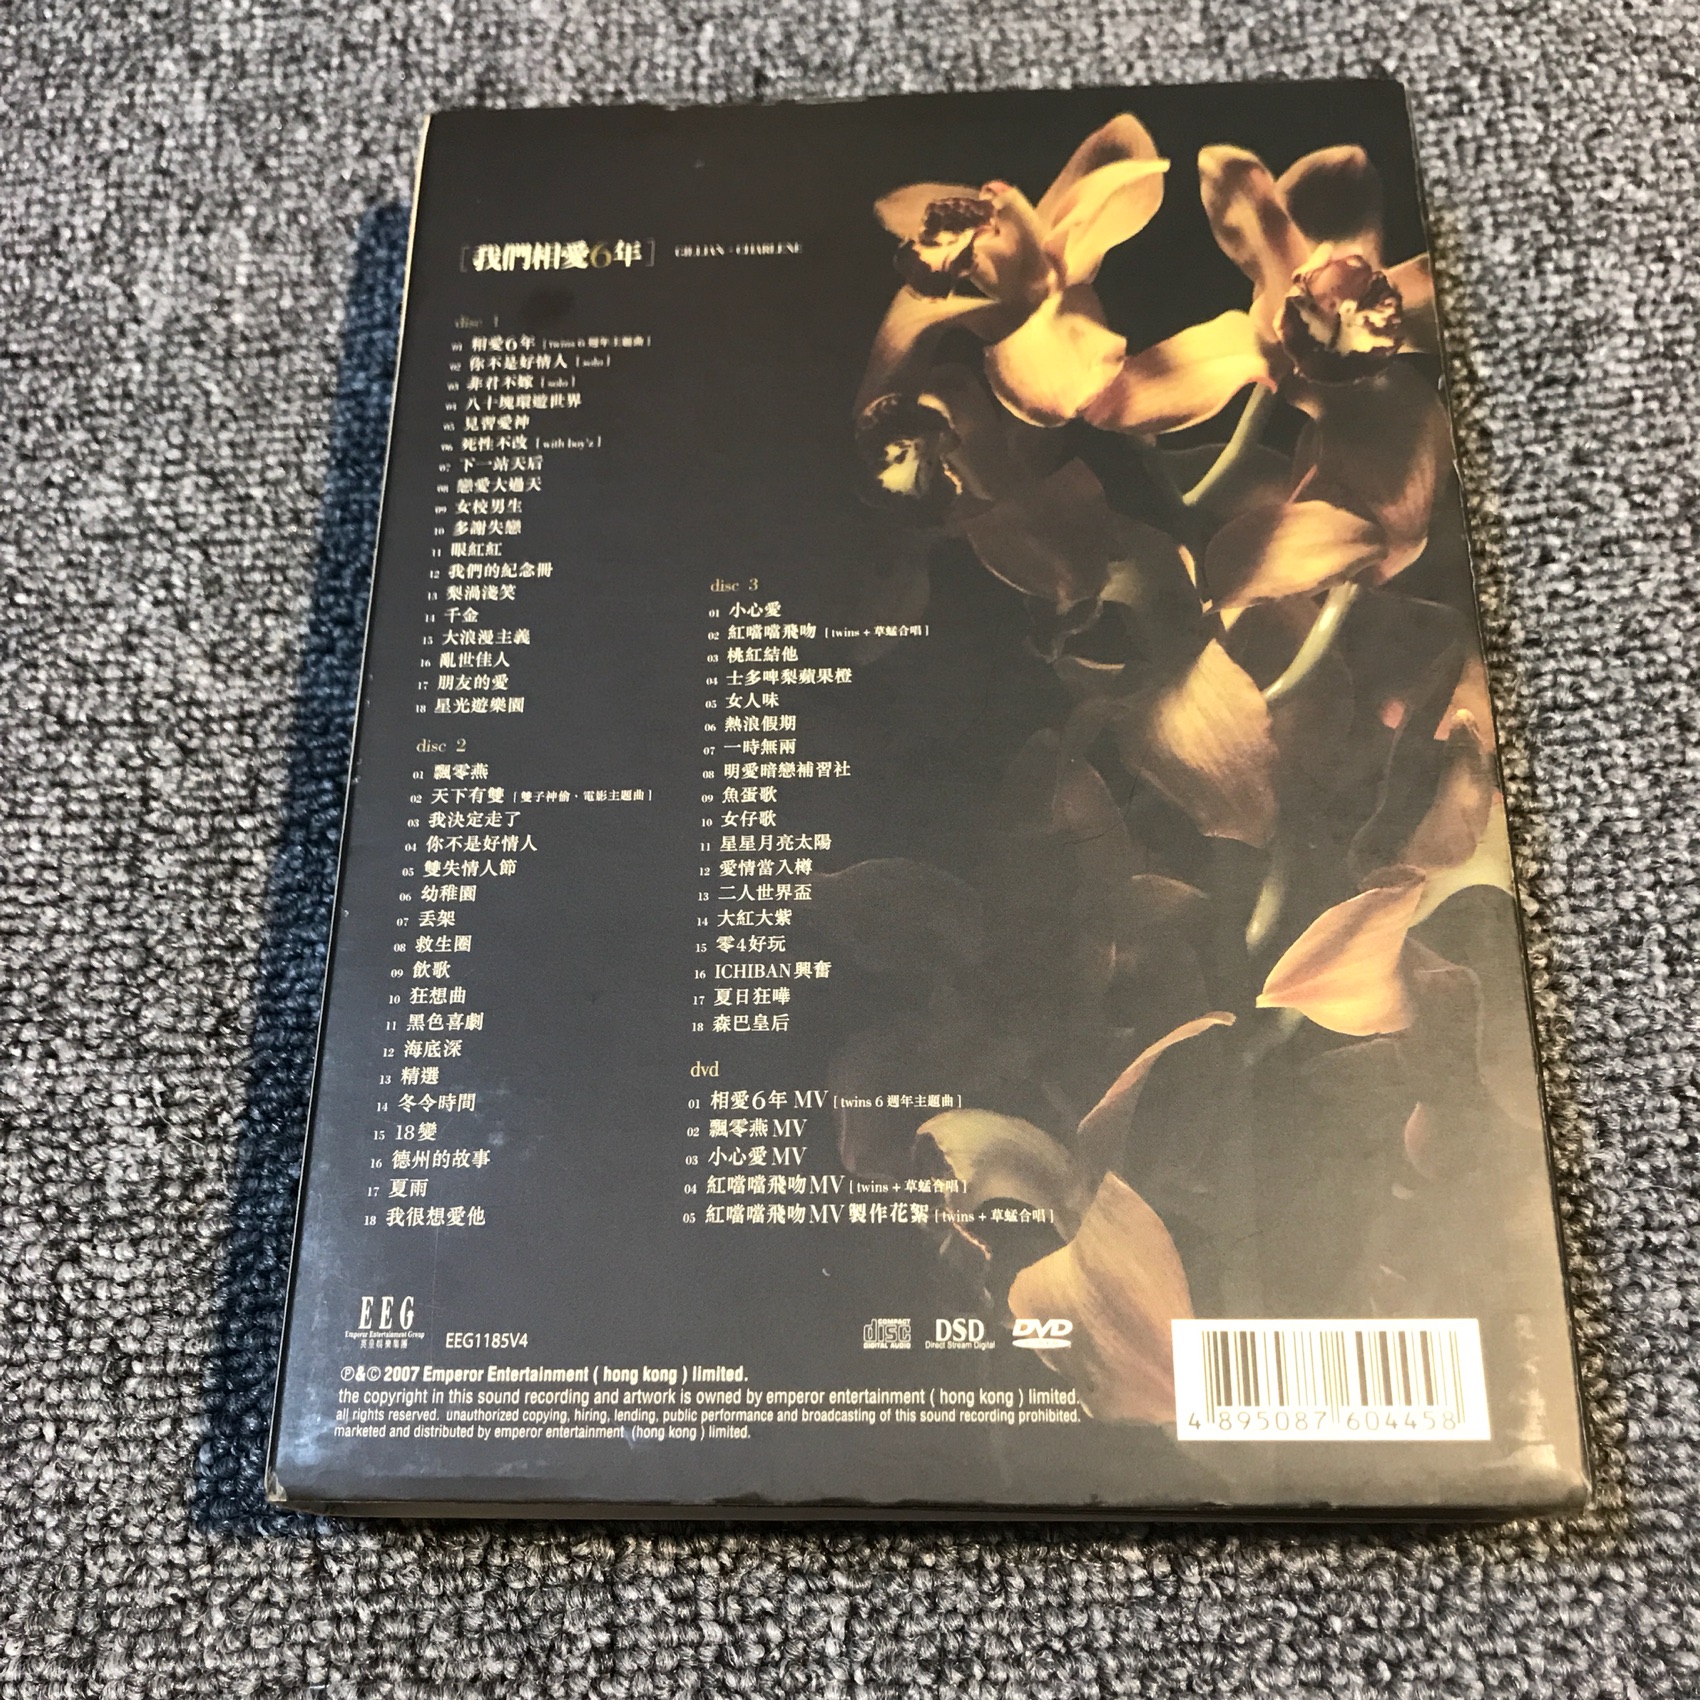 [我們相愛6年] GILLIAN · CHARLENE
disc 1
01 相愛6年 [twins 6 週年主題曲]
02 你不是好情人 [solo]
03 非君不嫁 [solo]
04 八十塊環遊世界
05 見習愛神
06 死性不改 [with boy'z]
07 下一站天后
08 戀愛大過天
09 女校男生
10 多謝失戀
11 眼紅紅
12 我們的紀念冊
13 梨渦淺笑
14 千金
15 大浪漫主義
16 亂世佳人
17 朋友的愛
18 星光遊樂園
disc 2
01 飄零燕
02 天下有雙 [雙子神偷、電影主題曲]
03 我決定走了
04 你不是好情人
05 雙失情人節
06 幼稚園
07 丟架
08 救生圈
09 飲歌
10 狂想曲
11 黑色喜劇
12 海底深
13 精選
14 冬令時間
15 18變
16 德州的故事
17 夏雨
18 我很想愛他
disc 3
01 小心愛
02 紅噹噹飛吻 [twins + 草蜢合唱]
03 桃紅結他
04 士多啤梨蘋果橙
05 女人味
06 熱浪假期
07 一時無兩
08 明愛暗戀補習社
09 魚蛋歌
10 女仔歌
11 星星月亮太陽
12 愛情當入樽
13 二人世界盃
14 大紅大紫
15 零4好玩
16 ICHIBAN興奮
17 夏日狂嘩
18 森巴皇后
dvd
01 相愛6年 MV [twins 6 週年主題曲]
02 飄零燕 MV
03 小心愛 MV
04 紅噹噹飛吻 MV [twins + 草蜢合唱]
05 紅噹噹飛吻 MV 製作花絮 [twins + 草蜢合唱]
EEG
Emperor Entertainment Group
英皇娛樂集團
EEG1185V4
COMPACT disc DIGITAL AUDIO
DSD
Direct Stream Digital
DVD
℗&© 2007 Emperor Entertainment ( hong kong ) limited.
the copyright in this sound recording and artwork is owned by emperor entertainment ( hong kong ) limited.
all rights reserved. unauthorized copying, hiring, lending, public performance and broadcasting of this sound recording prohibited.
marketed and distributed by emperor entertainment (hong kong ) limited.
4 895087 604458